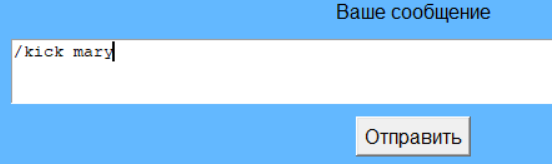 Ваше сообщение
/kick mary
Отправить